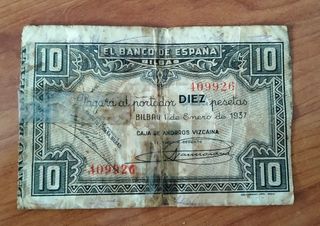 EL BANCO DE ESPAÑA
BILBAO
10 10
409926
Pagará al portador DIEZ pesetas
BILBAO 1 de Enero de 1937
CAJA DE AHORROS VIZCAINA
409926
10 10